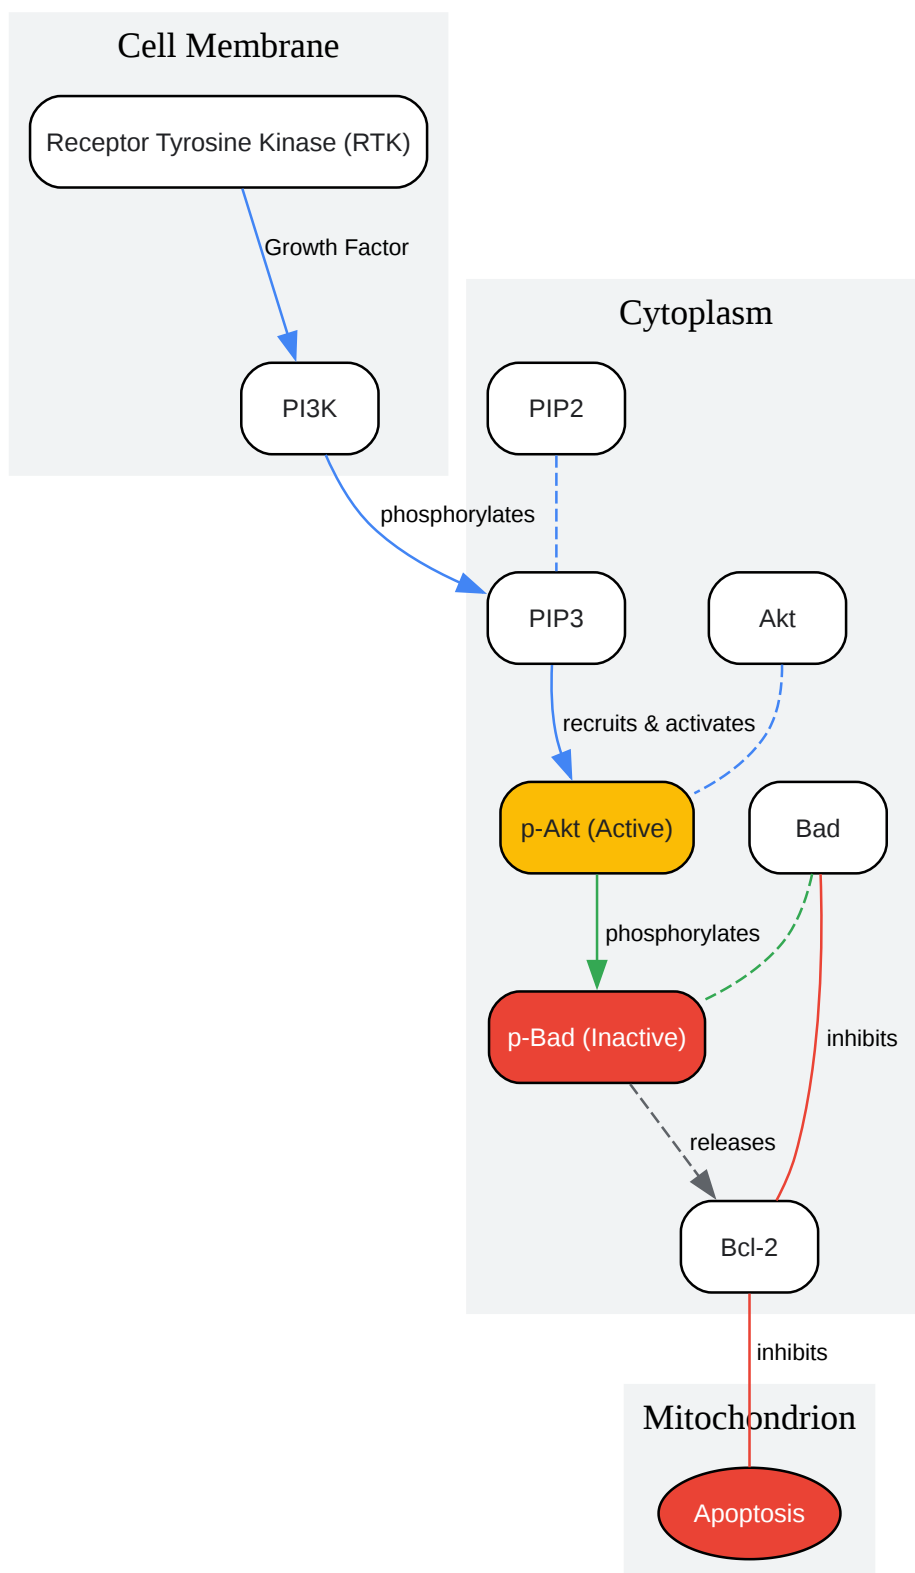 Cell Membrane
Receptor Tyrosine Kinase (RTK)
Growth Factor
Cytoplasm
PI3K
PIP2
phosphorylates
PIP3
Akt
recruits & activates
p-Akt (Active)
Bad
phosphorylates
p-Bad (Inactive)
inhibits
releases
Bcl-2
inhibits
Mitochondrion
Apoptosis